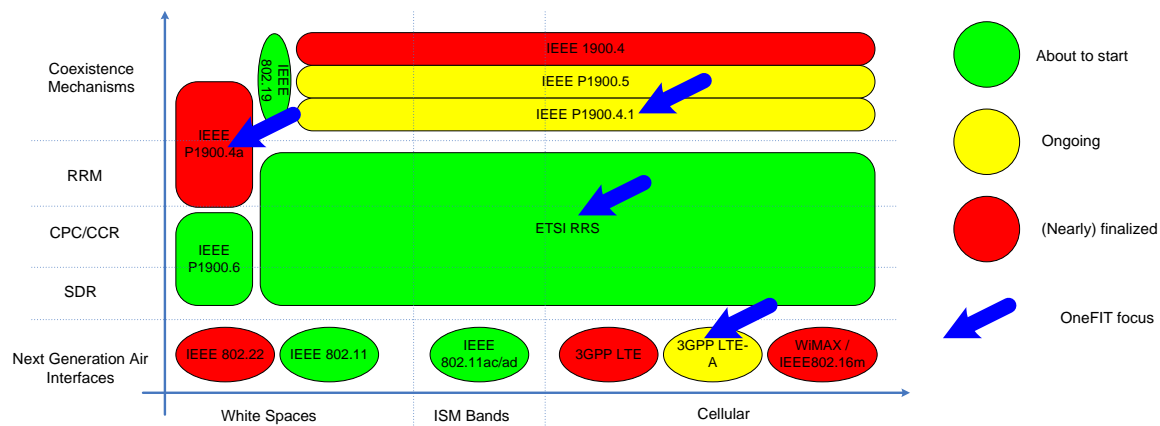 Coexistence
Mechanisms
RRM
CPC/CCR
SDR
Next Generation Air
Interfaces
IEEE
802.19
IEEE 1900.4
IEEE P1900.5
IEEE P1900.4.1
IEEE
P1900.4a
ETSI RRS
IEEE
P1900.6
IEEE 802.22
IEEE 802.11
IEEE
802.11ac/ad
3GPP LTE
3GPP LTE-
A
WiMAX /
IEEE802.16m
White Spaces
ISM Bands
Cellular
About to start
Ongoing
(Nearly) finalized
OneFIT focus